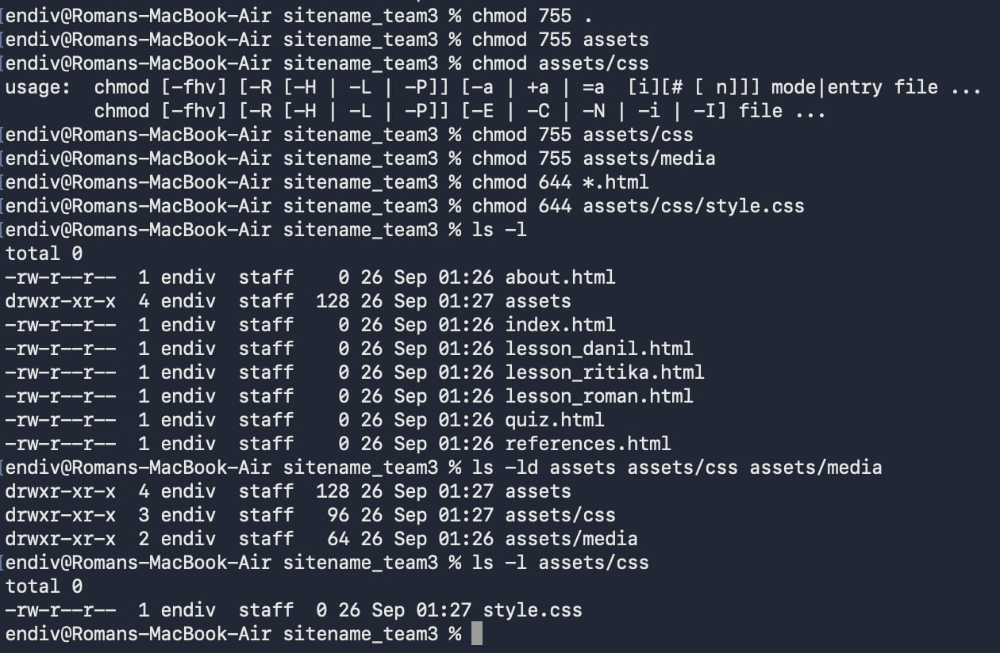 [endiv@Romans-MacBook-Air sitename_team3 % chmod 755 .
[endiv@Romans-MacBook-Air sitename_team3 % chmod 755 assets
[endiv@Romans-MacBook-Air sitename_team3 % chmod assets/css
usage:  chmod [-fhv] [-R [-H | -L | -P]] [-a | +a | =a  [i][# [ n]]] mode|entry file ...
        chmod [-fhv] [-R [-H | -L | -P]] [-E | -C | -N | -i | -I] file ...
[endiv@Romans-MacBook-Air sitename_team3 % chmod 755 assets/css
[endiv@Romans-MacBook-Air sitename_team3 % chmod 755 assets/media
[endiv@Romans-MacBook-Air sitename_team3 % chmod 644 *.html
[endiv@Romans-MacBook-Air sitename_team3 % chmod 644 assets/css/style.css
[endiv@Romans-MacBook-Air sitename_team3 % ls -l
total 0
-rw-r--r--  1 endiv  staff    0 26 Sep 01:26 about.html
drwxr-xr-x  4 endiv  staff  128 26 Sep 01:27 assets
-rw-r--r--  1 endiv  staff    0 26 Sep 01:26 index.html
-rw-r--r--  1 endiv  staff    0 26 Sep 01:26 lesson_danil.html
-rw-r--r--  1 endiv  staff    0 26 Sep 01:26 lesson_ritika.html
-rw-r--r--  1 endiv  staff    0 26 Sep 01:26 lesson_roman.html
-rw-r--r--  1 endiv  staff    0 26 Sep 01:26 quiz.html
-rw-r--r--  1 endiv  staff    0 26 Sep 01:26 references.html
[endiv@Romans-MacBook-Air sitename_team3 % ls -ld assets assets/css assets/media
drwxr-xr-x  4 endiv  staff  128 26 Sep 01:27 assets
drwxr-xr-x  3 endiv  staff   96 26 Sep 01:27 assets/css
drwxr-xr-x  2 endiv  staff   64 26 Sep 01:26 assets/media
[endiv@Romans-MacBook-Air sitename_team3 % ls -l assets/css
total 0
-rw-r--r--  1 endiv  staff  0 26 Sep 01:27 style.css
endiv@Romans-MacBook-Air sitename_team3 %